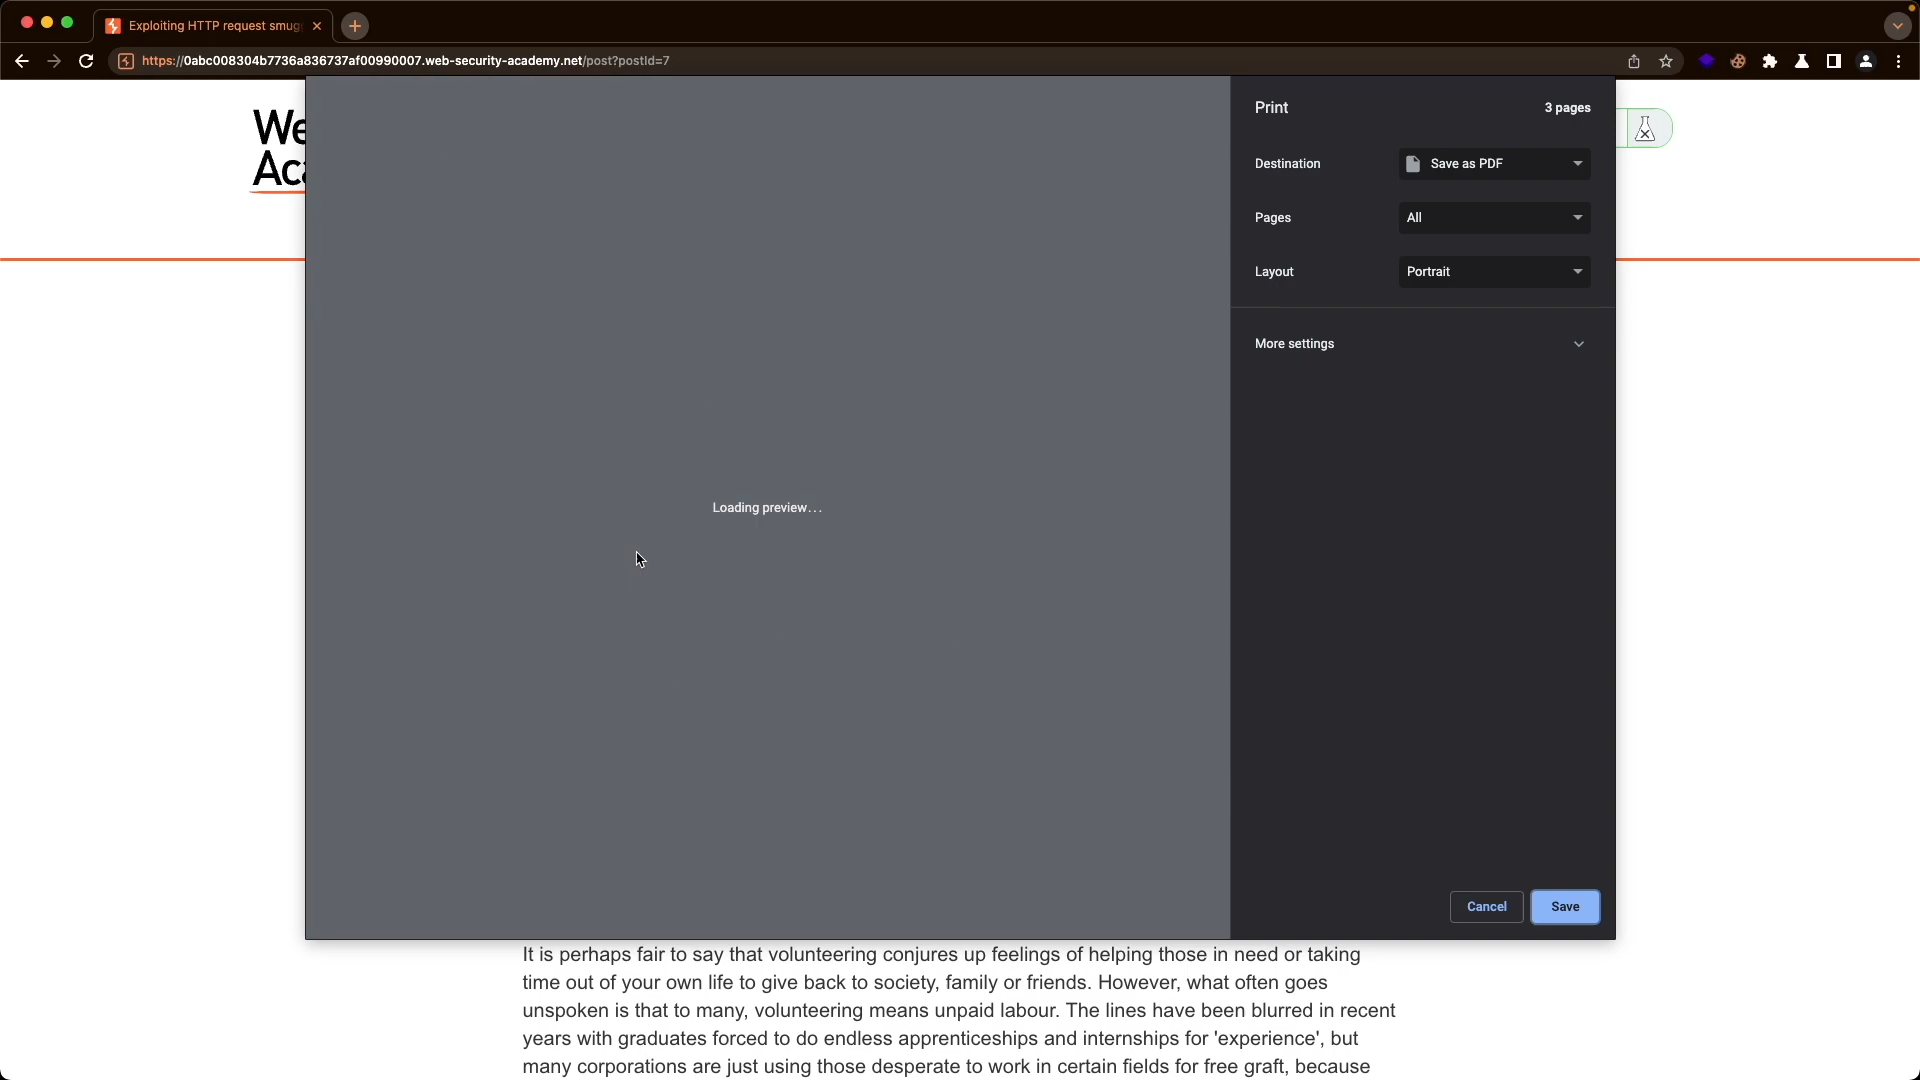 Exploiting HTTP request smug
https://0abc008304b7736a836737af00990007.web-security-academy.net/post?postId=7
We
Aca
Print
3 pages
Destination
Save as PDF
Pages
All
Layout
Portrait
More settings
Loading preview...
Cancel
Save
It is perhaps fair to say that volunteering conjures up feelings of helping those in need or taking
time out of your own life to give back to society, family or friends. However, what often goes
unspoken is that to many, volunteering means unpaid labour. The lines have been blurred in recent
years with graduates forced to do endless apprenticeships and internships for 'experience', but
many corporations are just using those desperate to work in certain fields for free graft, because